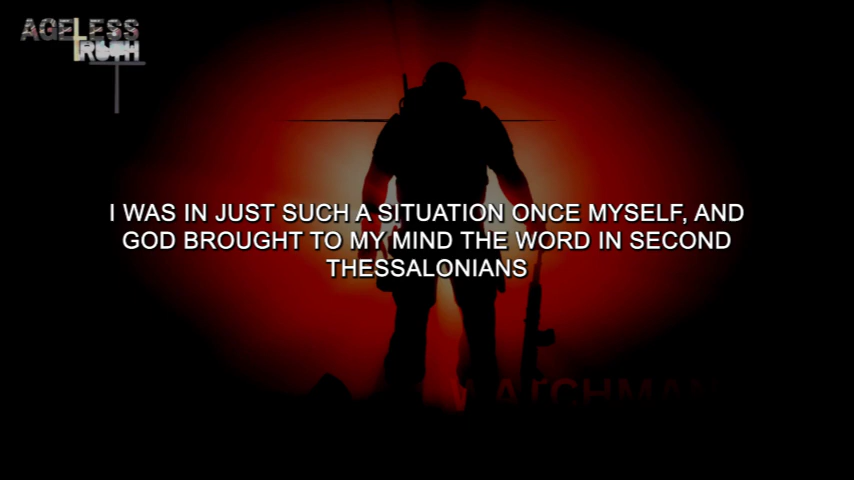 AGELESS
TRUTH
I WAS IN JUST SUCH A SITUATION ONCE MYSELF, AND
GOD BROUGHT TO MY MIND THE WORD IN SECOND
THESSALONIANS
WATCHMAN